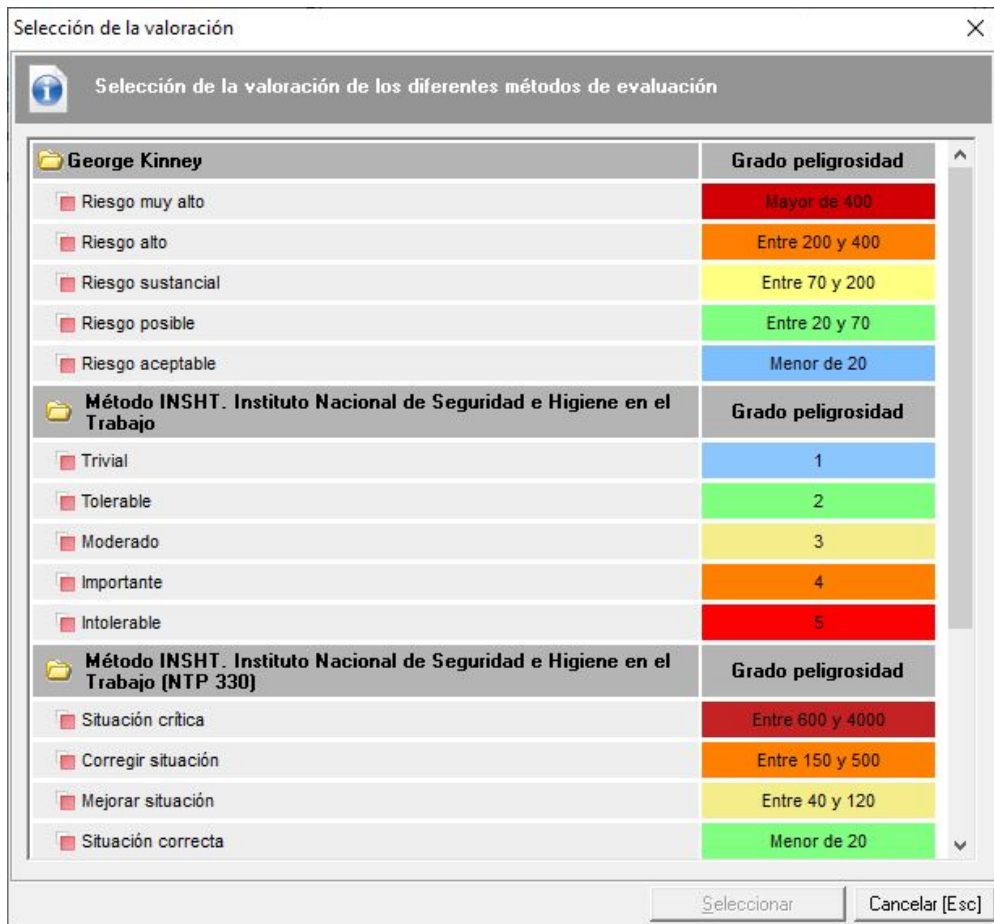 Selección de la valoración
Selección de la valoración de los diferentes métodos de evaluación
George Kinney Grado peligrosidad
Riesgo muy alto Mayor de 400
Riesgo alto Entre 200 y 400
Riesgo sustancial Entre 70 y 200
Riesgo posible Entre 20 y 70
Riesgo aceptable Menor de 20
Método INSHT. Instituto Nacional de Seguridad e Higiene en el
Trabajo Grado peligrosidad
Trivial 1
Tolerable 2
Moderado 3
Importante 4
Intolerable 5
Método INSHT. Instituto Nacional de Seguridad e Higiene en el
Trabajo (NTP 330) Grado peligrosidad
Situación crítica Entre 600 y 4000
Corregir situación Entre 150 y 500
Mejorar situación Entre 40 y 120
Situación correcta Menor de 20
Seleccionar Cancelar [Esc]